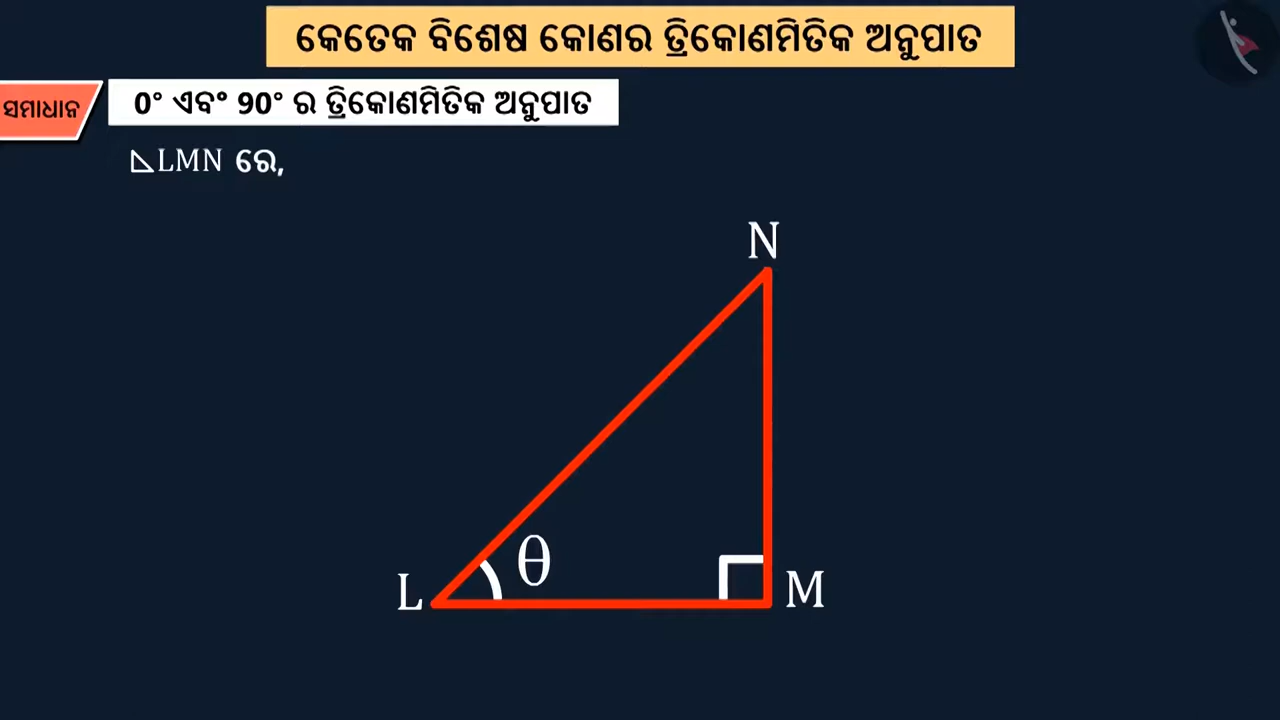 କେତେକ ବିଶେଷ କୋଣର ତ୍ରିକୋଣମିତିକ ଅନୁପାତ
ସମାଧାନ
0° ଏବଂ 90° ର ତ୍ରିକୋଣମିତିକ ଅନୁପାତ
⊿LMN ରେ,
N
θ
L
M